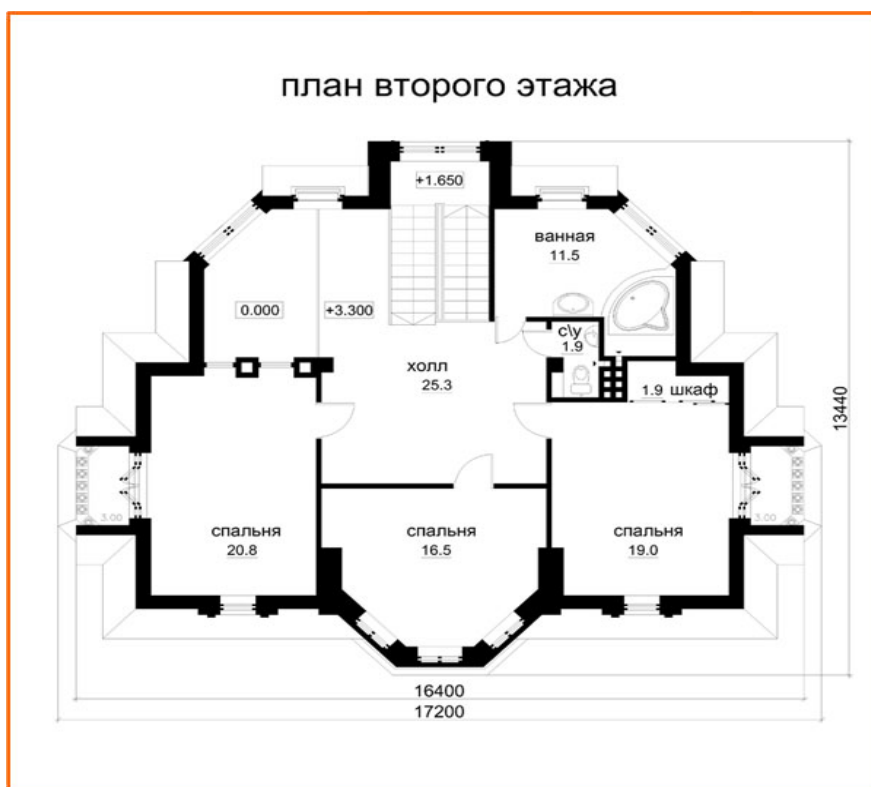 план второго этажа
+1.650
ванная
11.5
0.000
+3.300
с\у
1.9
холл
25.3
1.9 шкаф
13440
3.00
3.00
спальня
20.8
спальня
16.5
спальня
19.0
16400
17200